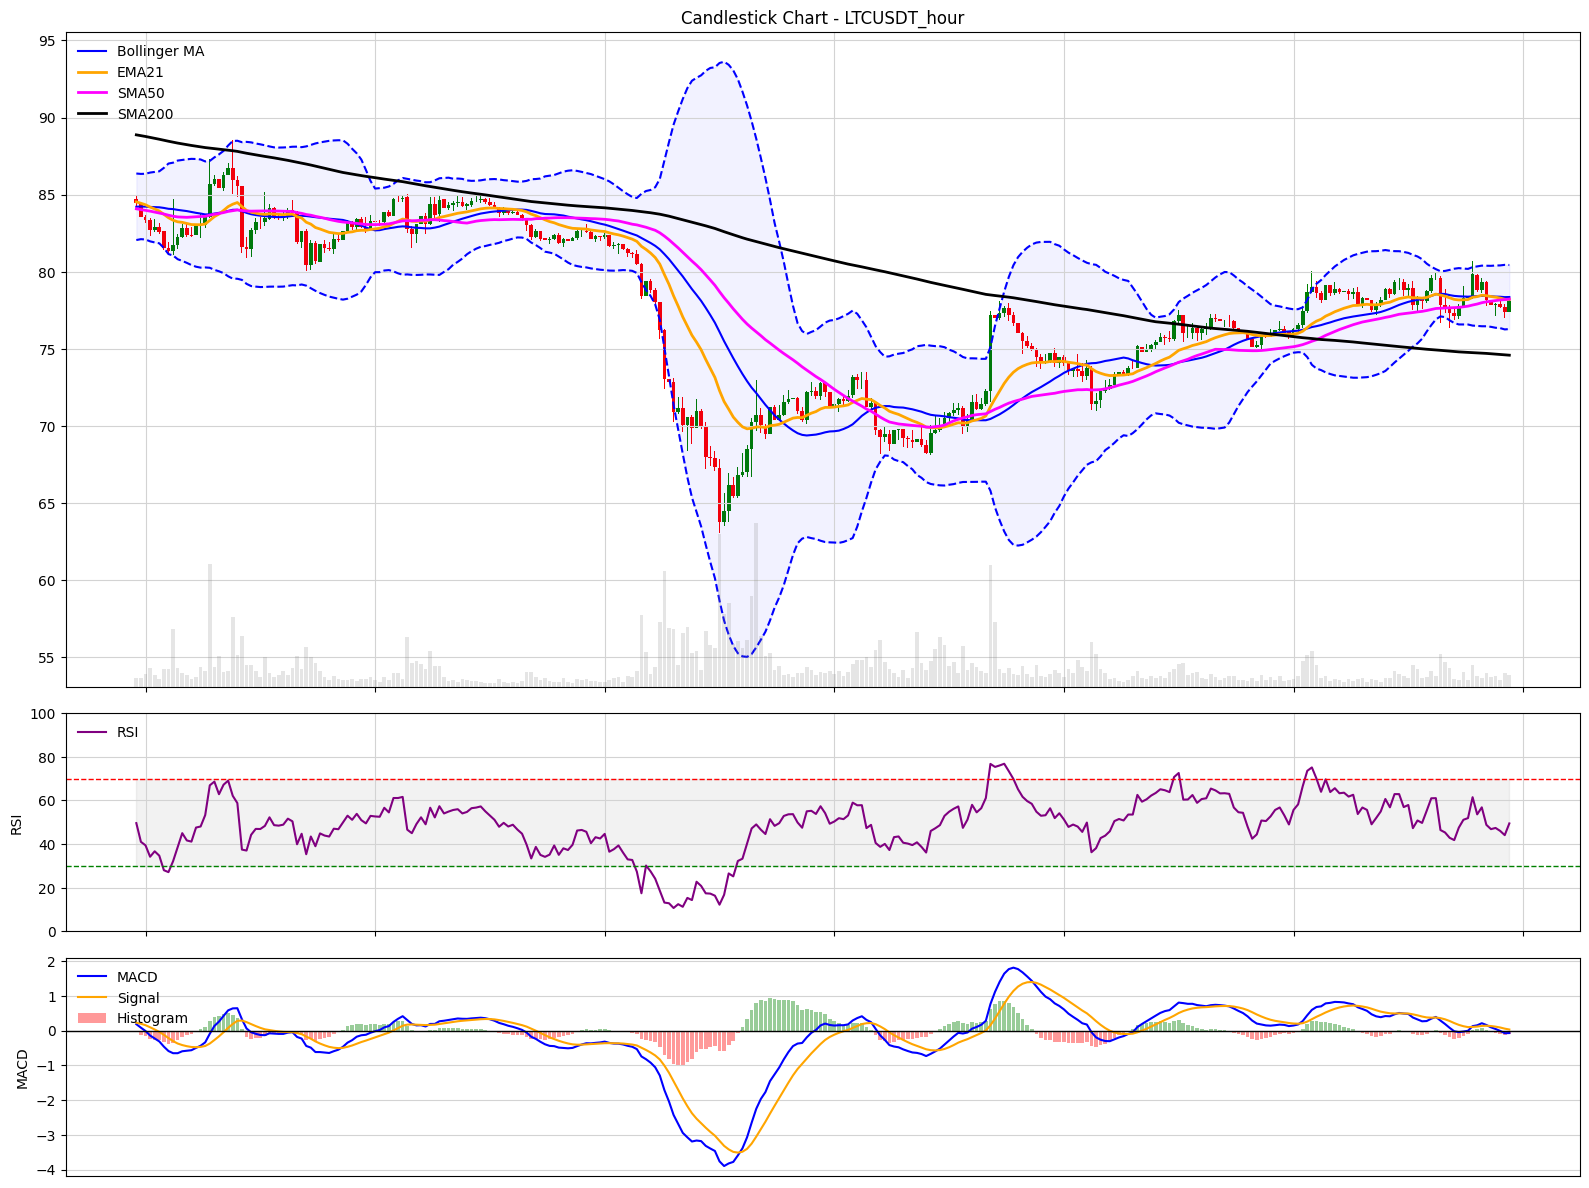 Candlestick Chart - LTCUSDT_hour
95
90
85
80
75
70
65
60
55
Bollinger MA
EMA21
SMA50
SMA200
100
80
60
40
20
0
RSI
RSI
2
1
0
−1
−2
−3
−4
MACD
MACD
Signal
Histogram